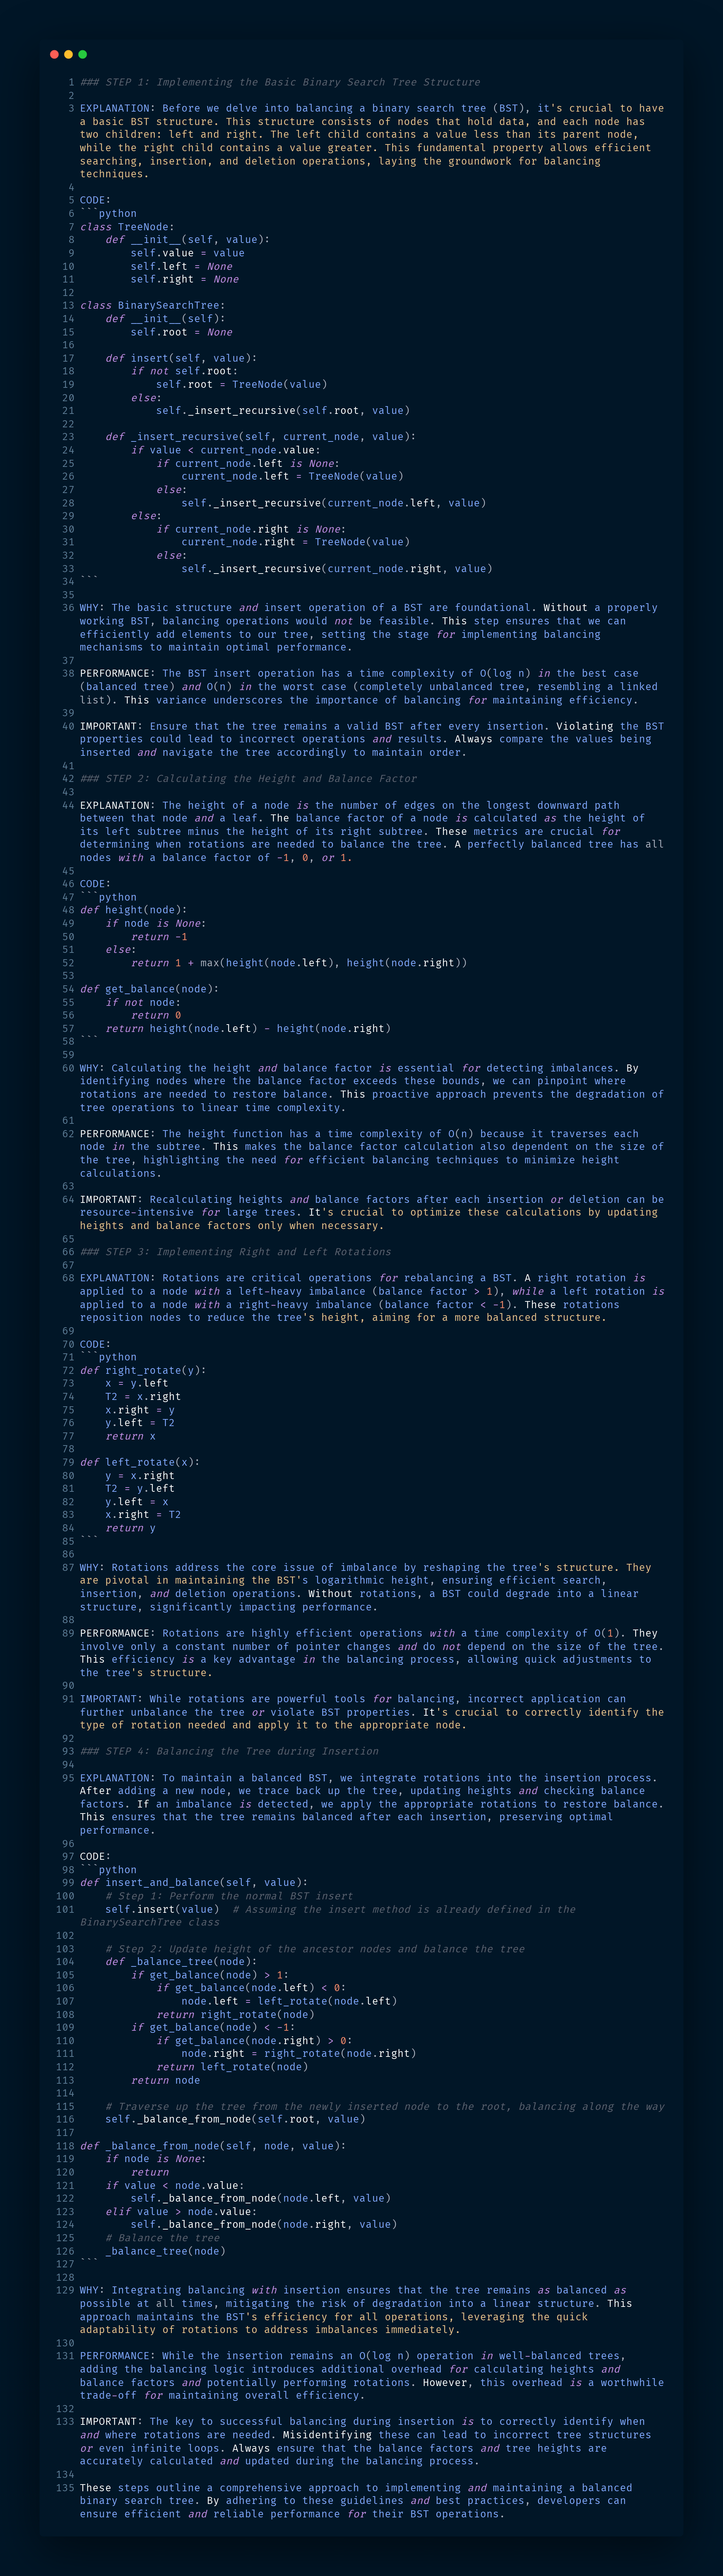 1 ### STEP 1: Implementing the Basic Binary Search Tree Structure
2
3 EXPLANATION: Before we delve into balancing a binary search tree (BST), it's crucial to have
a basic BST structure. This structure consists of nodes that hold data, and each node has
two children: left and right. The left child contains a value less than its parent node,
while the right child contains a value greater. This fundamental property allows efficient
searching, insertion, and deletion operations, laying the groundwork for balancing
techniques.
4
5 CODE:
6 ```python
7 class TreeNode:
8     def __init__(self, value):
9         self.value = value
10         self.left = None
11         self.right = None
12
13 class BinarySearchTree:
14     def __init__(self):
15         self.root = None
16
17     def insert(self, value):
18         if not self.root:
19             self.root = TreeNode(value)
20         else:
21             self._insert_recursive(self.root, value)
22
23     def _insert_recursive(self, current_node, value):
24         if value < current_node.value:
25             if current_node.left is None:
26                 current_node.left = TreeNode(value)
27             else:
28                 self._insert_recursive(current_node.left, value)
29         else:
30             if current_node.right is None:
31                 current_node.right = TreeNode(value)
32             else:
33                 self._insert_recursive(current_node.right, value)
34 ```
35
36 WHY: The basic structure and insert operation of a BST are foundational. Without a properly
working BST, balancing operations would not be feasible. This step ensures that we can
efficiently add elements to our tree, setting the stage for implementing balancing
mechanisms to maintain optimal performance.
37
38 PERFORMANCE: The BST insert operation has a time complexity of O(log n) in the best case
(balanced tree) and O(n) in the worst case (completely unbalanced tree, resembling a linked
list). This variance underscores the importance of balancing for maintaining efficiency.
39
40 IMPORTANT: Ensure that the tree remains a valid BST after every insertion. Violating the BST
properties could lead to incorrect operations and results. Always compare the values being
inserted and navigate the tree accordingly to maintain order.
41
42 ### STEP 2: Calculating the Height and Balance Factor
43
44 EXPLANATION: The height of a node is the number of edges on the longest downward path
between that node and a leaf. The balance factor of a node is calculated as the height of
its left subtree minus the height of its right subtree. These metrics are crucial for
determining when rotations are needed to balance the tree. A perfectly balanced tree has all
nodes with a balance factor of -1, 0, or 1.
45
46 CODE:
47 ```python
48 def height(node):
49     if node is None:
50         return -1
51     else:
52         return 1 + max(height(node.left), height(node.right))
53
54 def get_balance(node):
55     if not node:
56         return 0
57     return height(node.left) - height(node.right)
58 ```
59
60 WHY: Calculating the height and balance factor is essential for detecting imbalances. By
identifying nodes where the balance factor exceeds these bounds, we can pinpoint where
rotations are needed to restore balance. This proactive approach prevents the degradation of
tree operations to linear time complexity.
61
62 PERFORMANCE: The height function has a time complexity of O(n) because it traverses each
node in the subtree. This makes the balance factor calculation also dependent on the size of
the tree, highlighting the need for efficient balancing techniques to minimize height
calculations.
63
64 IMPORTANT: Recalculating heights and balance factors after each insertion or deletion can be
resource-intensive for large trees. It's crucial to optimize these calculations by updating
heights and balance factors only when necessary.
65
66 ### STEP 3: Implementing Right and Left Rotations
67
68 EXPLANATION: Rotations are critical operations for rebalancing a BST. A right rotation is
applied to a node with a left-heavy imbalance (balance factor > 1), while a left rotation is
applied to a node with a right-heavy imbalance (balance factor < -1). These rotations
reposition nodes to reduce the tree's height, aiming for a more balanced structure.
69
70 CODE:
71 ```python
72 def right_rotate(y):
73     x = y.left
74     T2 = x.right
75     x.right = y
76     y.left = T2
77     return x
78
79 def left_rotate(x):
80     y = x.right
81     T2 = y.left
82     y.left = x
83     x.right = T2
84     return y
85 ```
86
87 WHY: Rotations address the core issue of imbalance by reshaping the tree's structure. They
are pivotal in maintaining the BST's logarithmic height, ensuring efficient search,
insertion, and deletion operations. Without rotations, a BST could degrade into a linear
structure, significantly impacting performance.
88
89 PERFORMANCE: Rotations are highly efficient operations with a time complexity of O(1). They
involve only a constant number of pointer changes and do not depend on the size of the tree.
This efficiency is a key advantage in the balancing process, allowing quick adjustments to
the tree's structure.
90
91 IMPORTANT: While rotations are powerful tools for balancing, incorrect application can
further unbalance the tree or violate BST properties. It's crucial to correctly identify the
type of rotation needed and apply it to the appropriate node.
92
93 ### STEP 4: Balancing the Tree during Insertion
94
95 EXPLANATION: To maintain a balanced BST, we integrate rotations into the insertion process.
After adding a new node, we trace back up the tree, updating heights and checking balance
factors. If an imbalance is detected, we apply the appropriate rotations to restore balance.
This ensures that the tree remains balanced after each insertion, preserving optimal
performance.
96
97 CODE:
98 ```python
99 def insert_and_balance(self, value):
100     # Step 1: Perform the normal BST insert
101     self.insert(value)  # Assuming the insert method is already defined in the
BinarySearchTree class
102
103     # Step 2: Update height of the ancestor nodes and balance the tree
104     def _balance_tree(node):
105         if get_balance(node) > 1:
106             if get_balance(node.left) < 0:
107                 node.left = left_rotate(node.left)
108             return right_rotate(node)
109         if get_balance(node) < -1:
110             if get_balance(node.right) > 0:
111                 node.right = right_rotate(node.right)
112             return left_rotate(node)
113         return node
114
115     # Traverse up the tree from the newly inserted node to the root, balancing along the way
116     self._balance_from_node(self.root, value)
117
118 def _balance_from_node(self, node, value):
119     if node is None:
120         return
121     if value < node.value:
122         self._balance_from_node(node.left, value)
123     elif value > node.value:
124         self._balance_from_node(node.right, value)
125     # Balance the tree
126     _balance_tree(node)
127 ```
128
129 WHY: Integrating balancing with insertion ensures that the tree remains as balanced as
possible at all times, mitigating the risk of degradation into a linear structure. This
approach maintains the BST's efficiency for all operations, leveraging the quick
adaptability of rotations to address imbalances immediately.
130
131 PERFORMANCE: While the insertion remains an O(log n) operation in well-balanced trees,
adding the balancing logic introduces additional overhead for calculating heights and
balance factors and potentially performing rotations. However, this overhead is a worthwhile
trade-off for maintaining overall efficiency.
132
133 IMPORTANT: The key to successful balancing during insertion is to correctly identify when
and where rotations are needed. Misidentifying these can lead to incorrect tree structures
or even infinite loops. Always ensure that the balance factors and tree heights are
accurately calculated and updated during the balancing process.
134
135 These steps outline a comprehensive approach to implementing and maintaining a balanced
binary search tree. By adhering to these guidelines and best practices, developers can
ensure efficient and reliable performance for their BST operations.